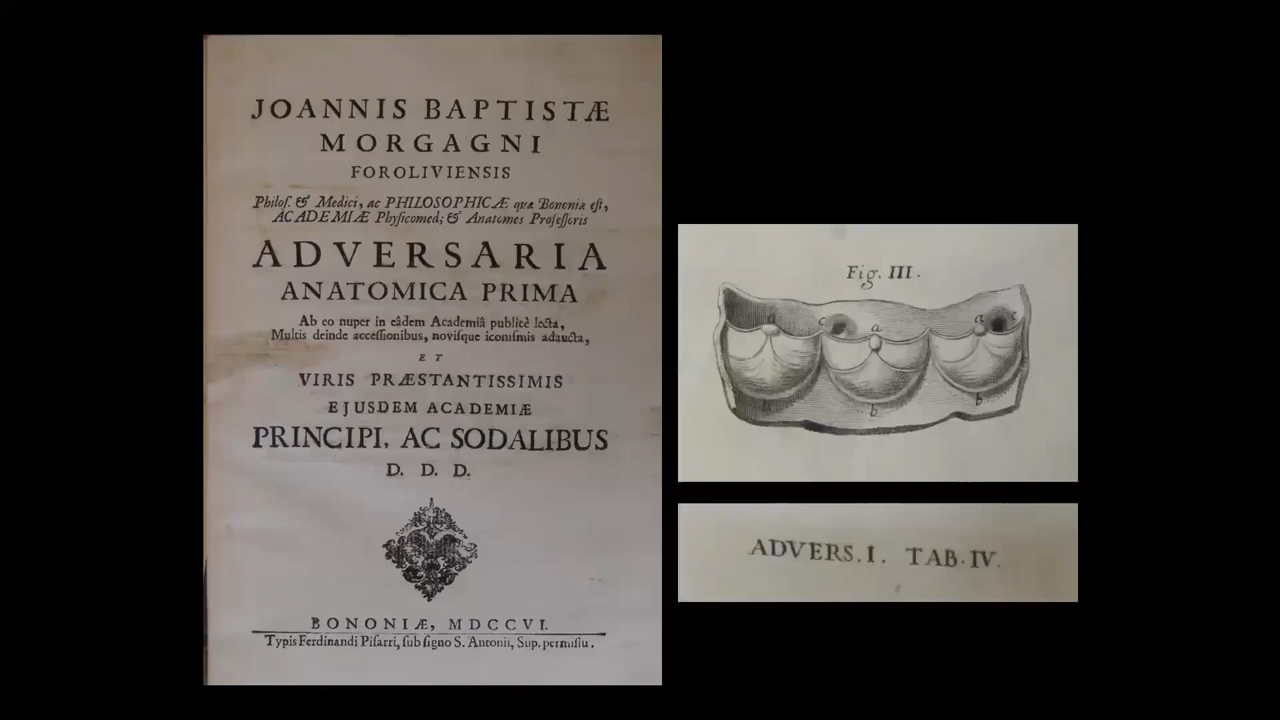 JOANNIS BAPTISTÆ
MORGAGNI
FOROLIVIENSIS
Philoſ. & Medici, ac PHILOSOPHICÆ quæ Bononiæ eſt,
ACADEMIÆ Phyſicomed; & Anatomes Profeſſoris
ADVERSARIA
ANATOMICA PRIMA
Ab eo nuper in eâdem Academiâ publicè lecta,
Multis deinde acceſſionibus, noviſque iconiſmis adaucta,
ET
VIRIS PRÆSTANTISSIMIS
EJUSDEM ACADEMIÆ
PRINCIPI, AC SODALIBUS
D. D. D.
BONONIÆ, MDCCVI.
Typis Ferdinandi Piſarri, ſub ſigno S. Antonii, Sup. permiſſu.
Fig. III.
a c a a c
b b b
ADVERS. I. TAB. IV.